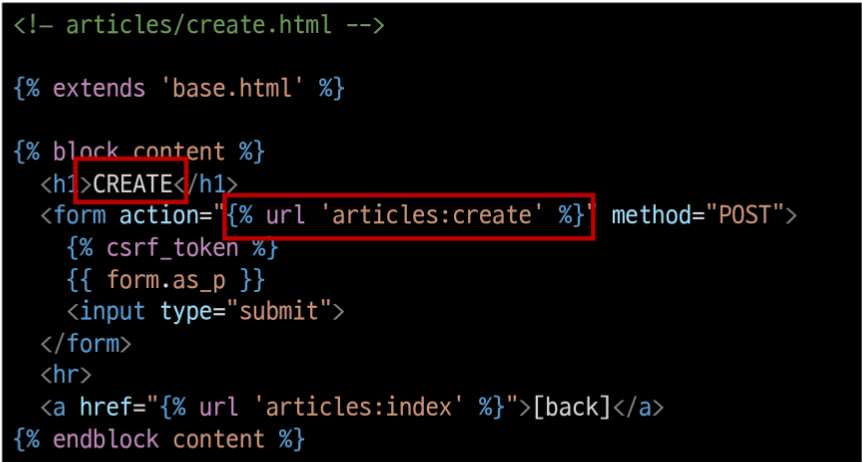 <!— articles/create.html -->
{% extends 'base.html' %}
{% block content %}
<h1>CREATE</h1>
<form action="{% url 'articles:create' %}" method="POST">
{% csrf_token %}
{{ form.as_p }}
<input type="submit">
</form>
<hr>
<a href="{% url 'articles:index' %}">[back]</a>
{% endblock content %}